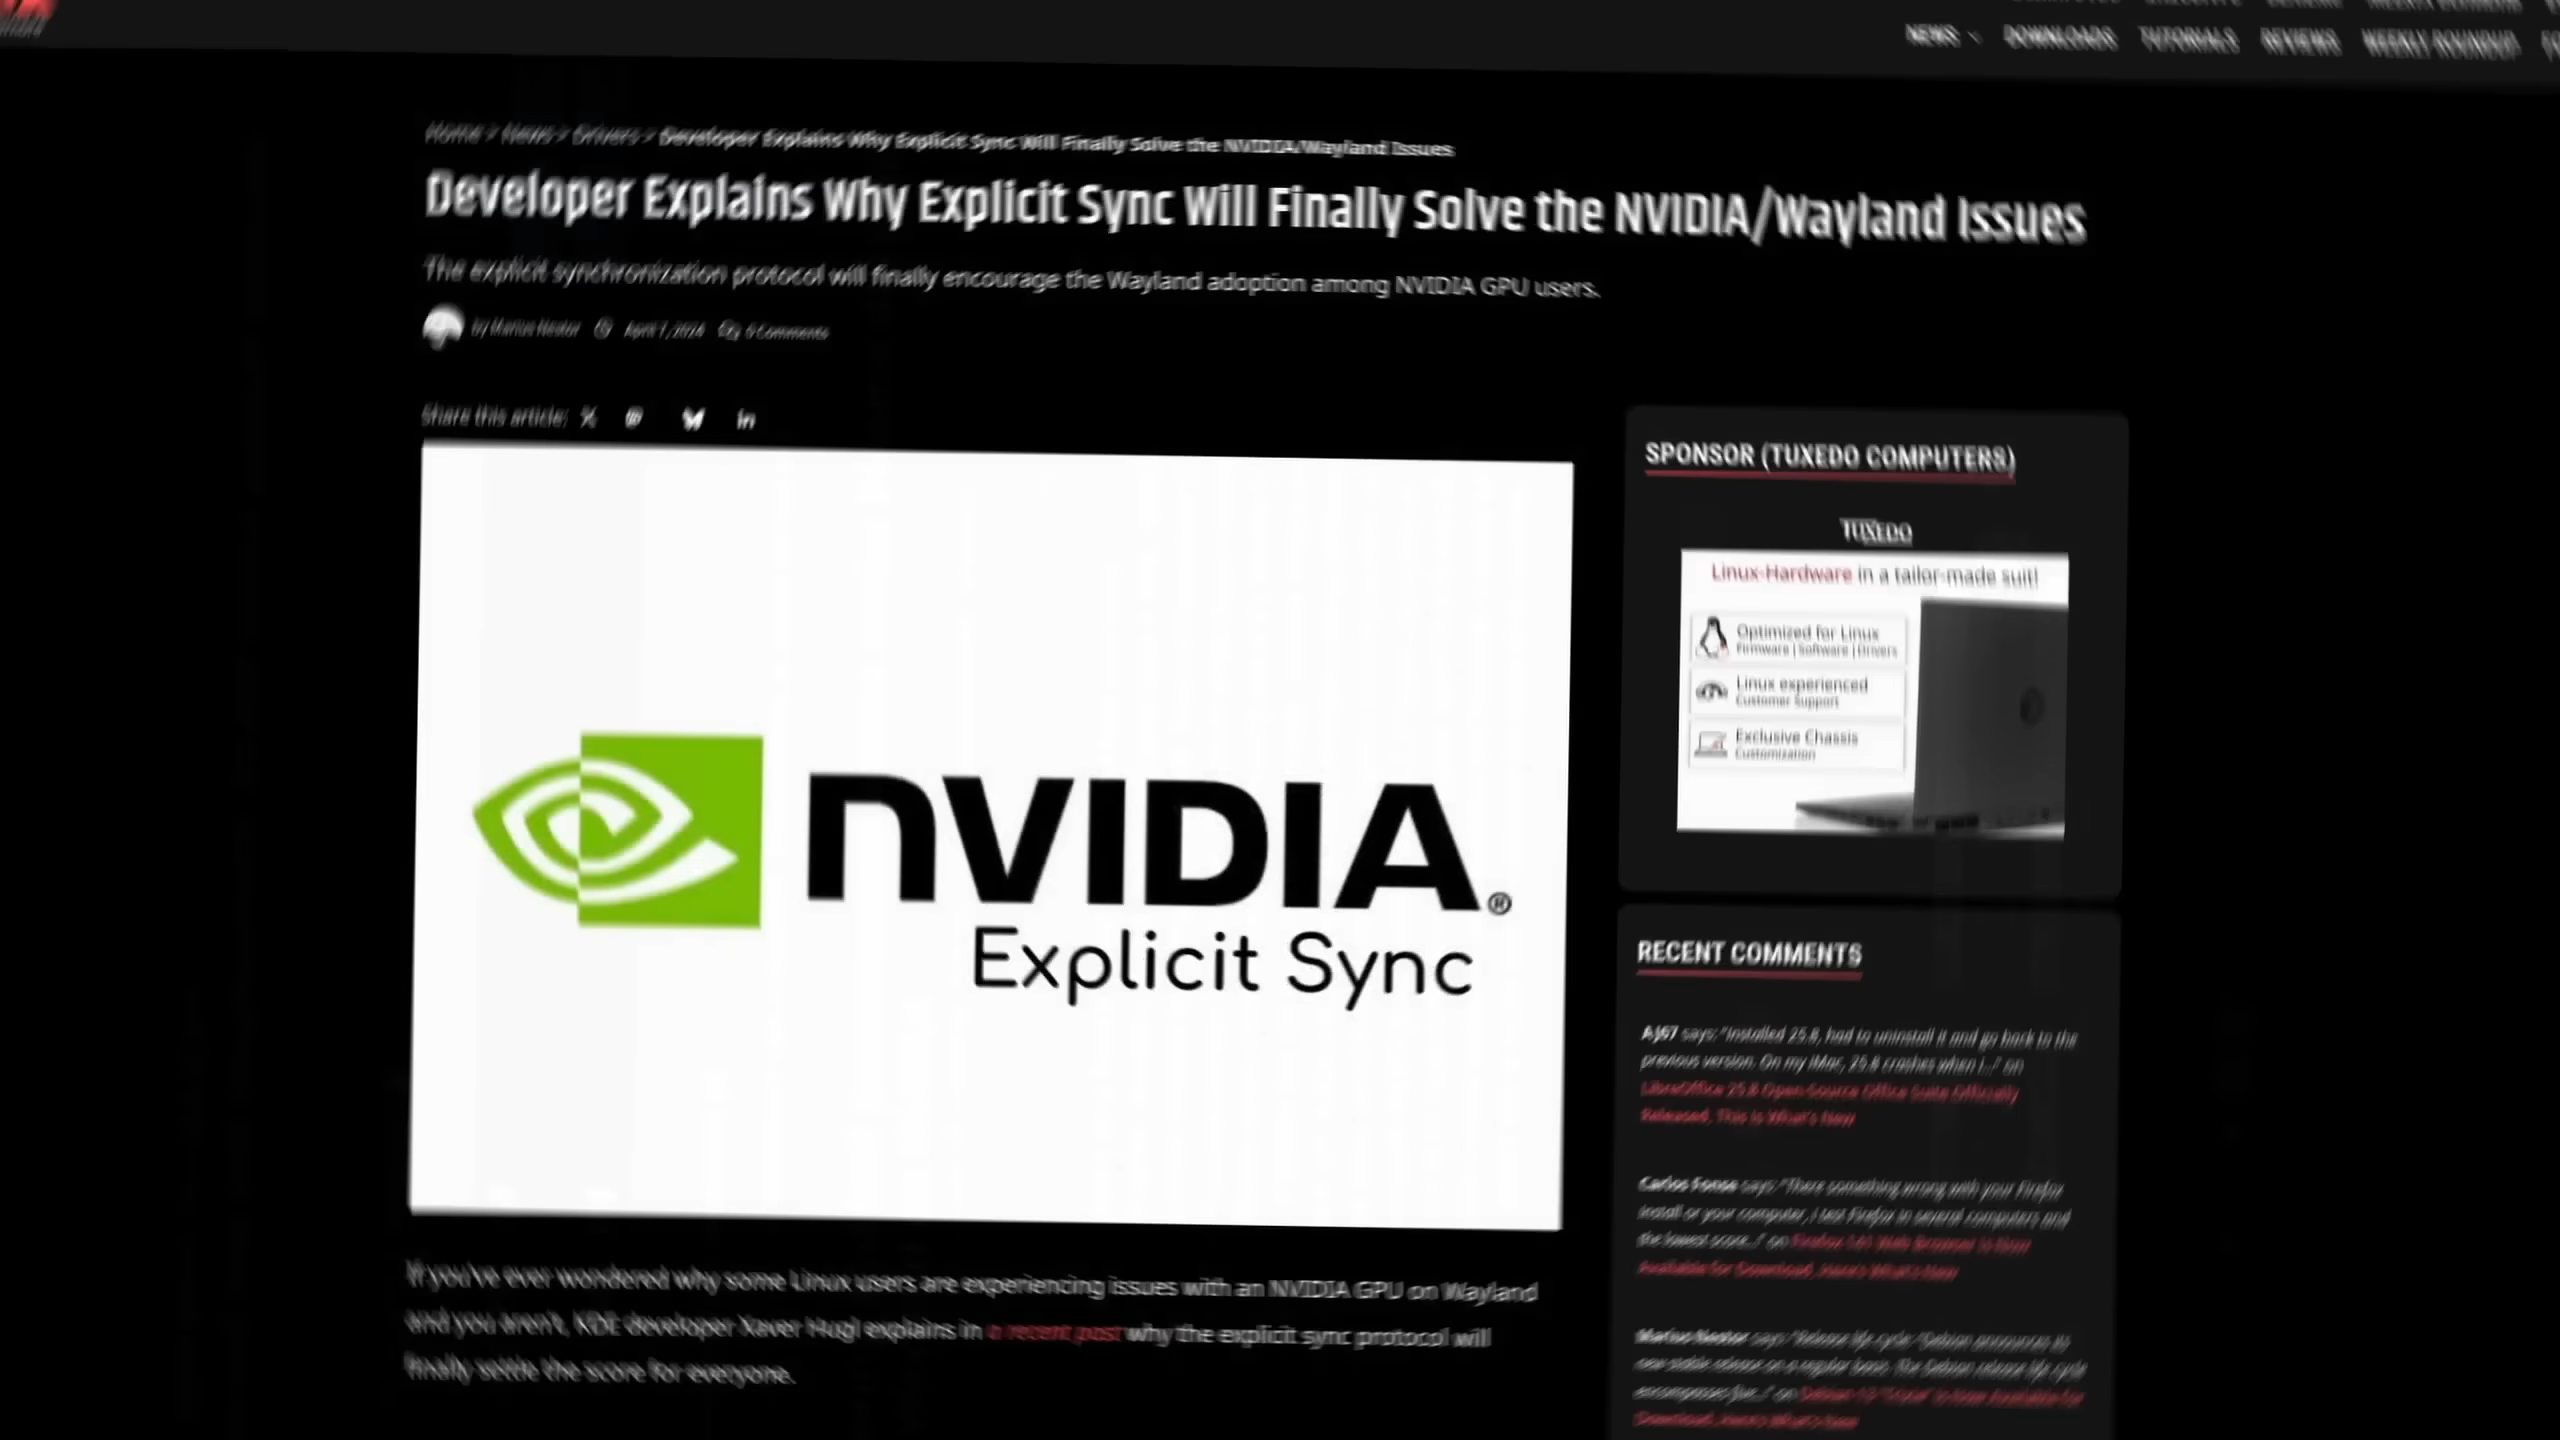 NEWS DOWNLOADS TUTORIALS REVIEWS WEEKLY ROUNDUP
Home > News > Drivers > Developer Explains Why Explicit Sync Will Finally Solve the NVIDIA/Wayland Issues
Developer Explains Why Explicit Sync Will Finally Solve the NVIDIA/Wayland Issues
The explicit synchronization protocol will finally encourage the Wayland adoption among NVIDIA GPU users.
by Marius Nestor April 7, 2024 0 Comments
Share this article:
NVIDIA®
Explicit Sync
If you've ever wondered why some Linux users are experiencing issues with an NVIDIA GPU on Wayland
and you aren't, KDE developer Xaver Hugl explains in a recent post why the explicit sync protocol will
finally settle the score for everyone.
SPONSOR (TUXEDO COMPUTERS)
TUXEDO
Linux-Hardware in a tailor-made suit!
Optimized for Linux
Firmware | Software | Drivers
Linux experienced
Customer Support
Exclusive Chassis
Customization
RECENT COMMENTS
AJ67 says: "Installed 25.8, had to uninstall it and go back to the
previous version. On my iMac, 25.8 crashes when I..." on
LibreOffice 25.8 Open-Source Office Suite Officially
Released, This Is What's New
says: "There something wrong with your Firefox
install or your computer, I test Firefox in several computers and
the lowest score..." on Firefox Web Browser Is Now
Available for Download, Here's What's New
Marius Nestor says: "Release life cycle "Debian announces its
new stable release on a regular basis. The Debian release life cycle
encompasses five..." on Debian 13 Is Now Available for
Download, Here's What's New